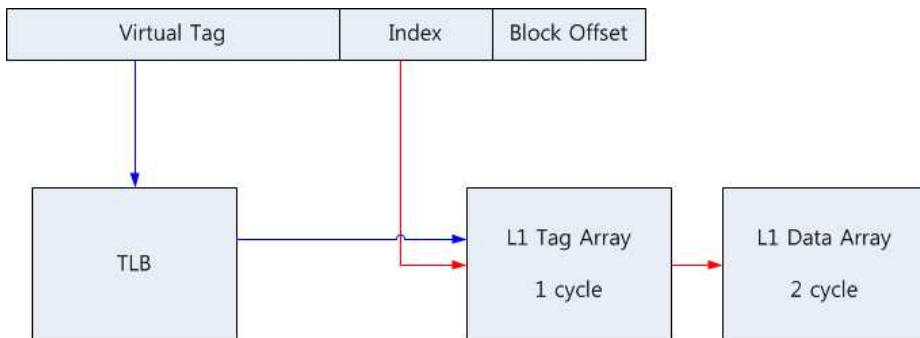 Virtual Tag Index Block Offset
TLB
L1 Tag Array
1 cycle
L1 Data Array
2 cycle